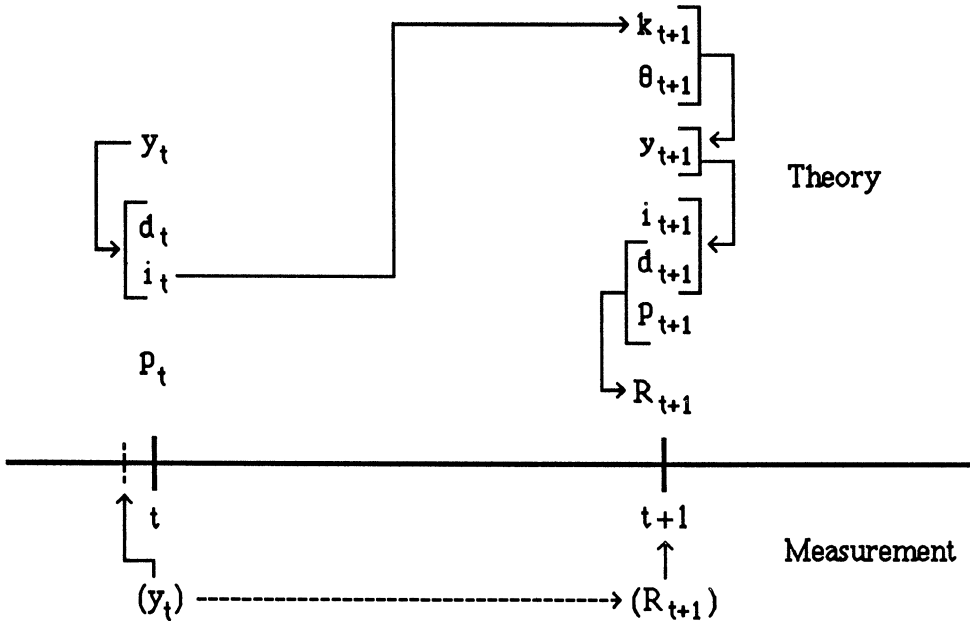 k_{t+1}
θ_{t+1}
y_t
y_{t+1}
Theory
d_t
i_{t+1}
i_t
d_{t+1}
p_{t+1}
p_t
R_{t+1}
t
t+1
Measurement
(y_t)
(R_{t+1})